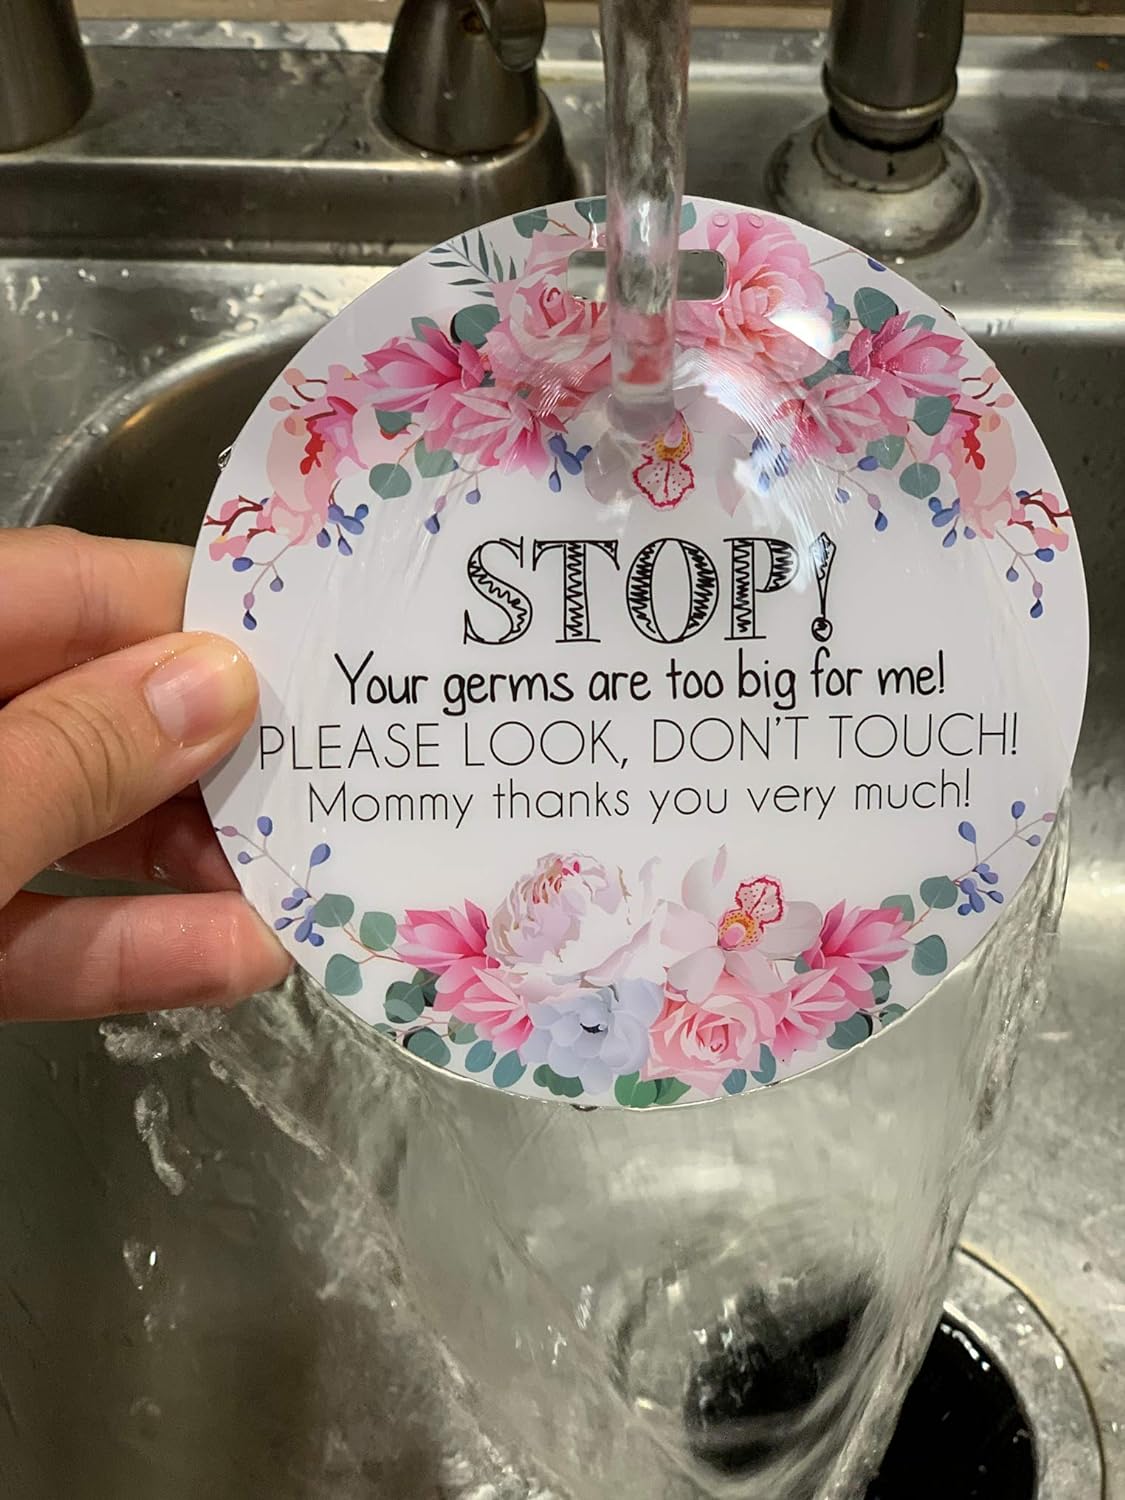 STOP!
Your germs are too big for me!
PLEASE LOOK, DON'T TOUCH!
Mommy thanks you very much!